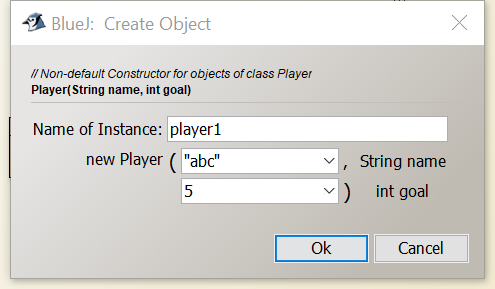 BlueJ: Create Object
// Non-default Constructor for objects of class Player
Player(String name, int goal)
Name of Instance: player1
new Player ( "abc" , String name
5 ) int goal
Ok Cancel